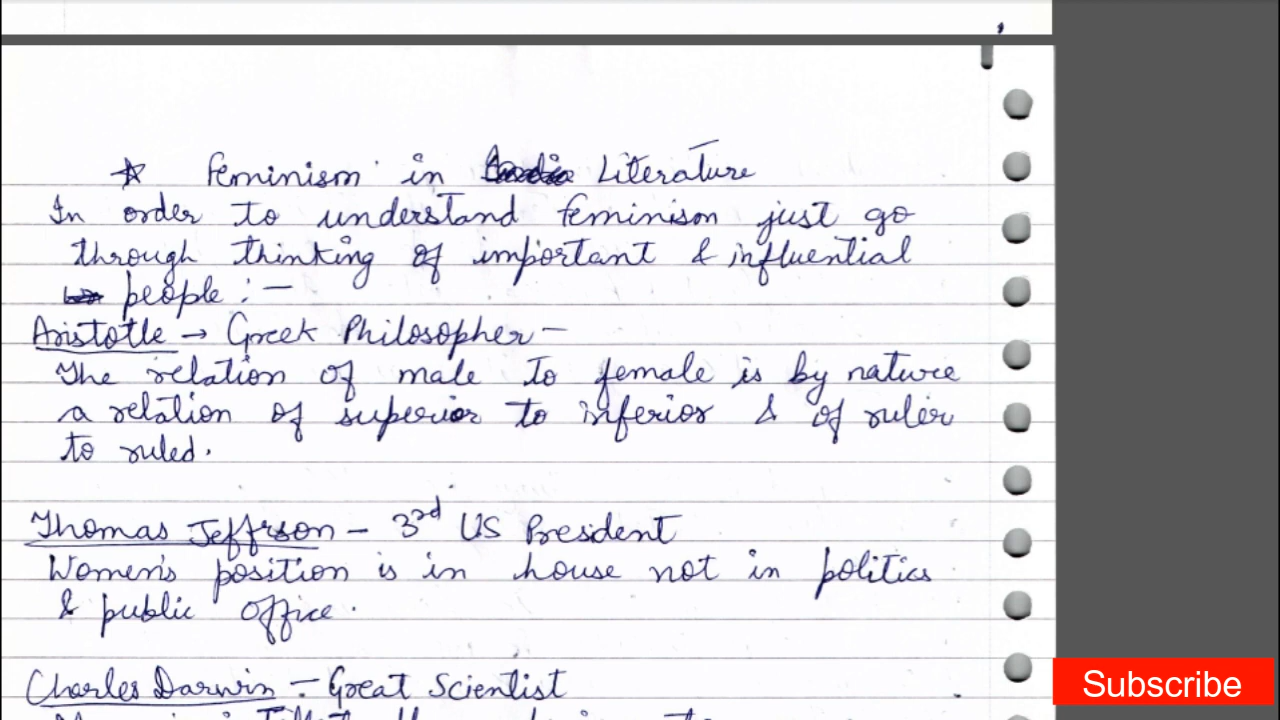 ☆ Feminism in Literature
In order to understand feminison just go
through thinking of important & influential
people :-
Aristotle → Greek Philosopher -
The relation of male to female is by nature
a relation of superior to inferior & of ruler
to ruled.
Thomas Jeffrson - 3rd US President
Women's position is in house not in politics
& public office.
Charles Darwin - Great Scientist
Subscribe